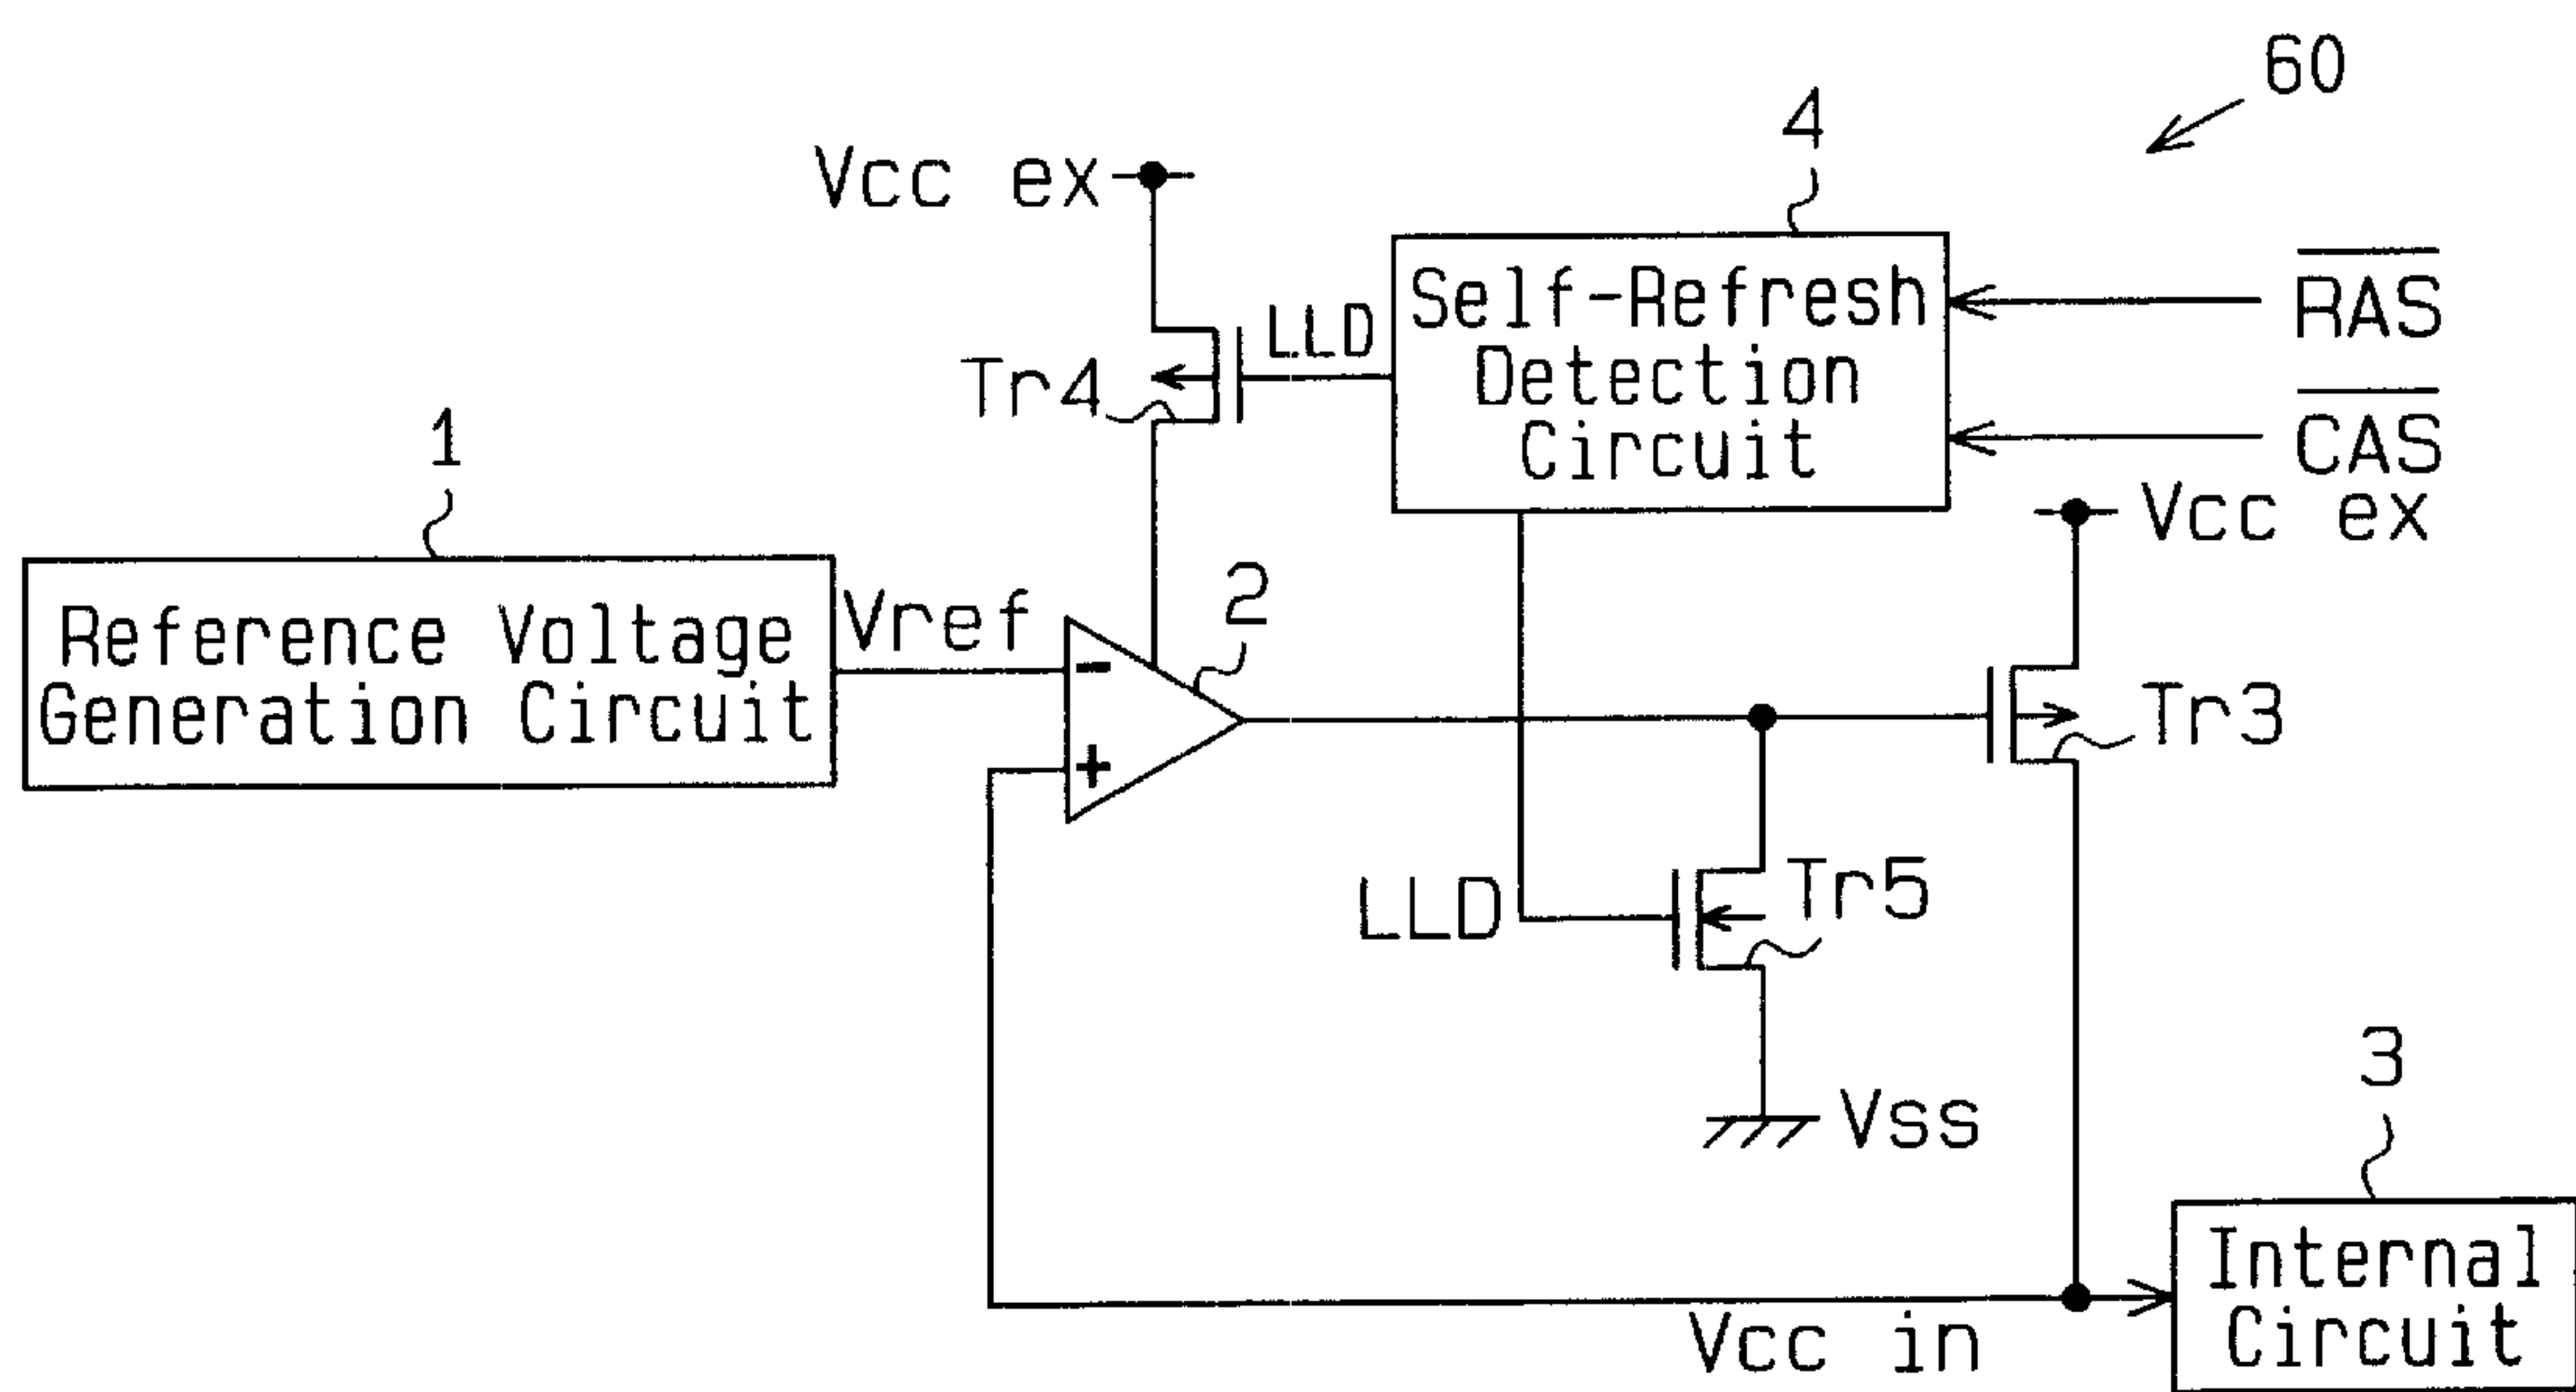 60
4
Vcc ex
Self-Refresh
Detection
Circuit
LLD
RAS
Tr4
CAS
1
Vcc ex
Reference Voltage
Generation Circuit
Vref
2
-
+
Tr3
LLD
Tr5
Vss
3
Internal
Circuit
Vcc in